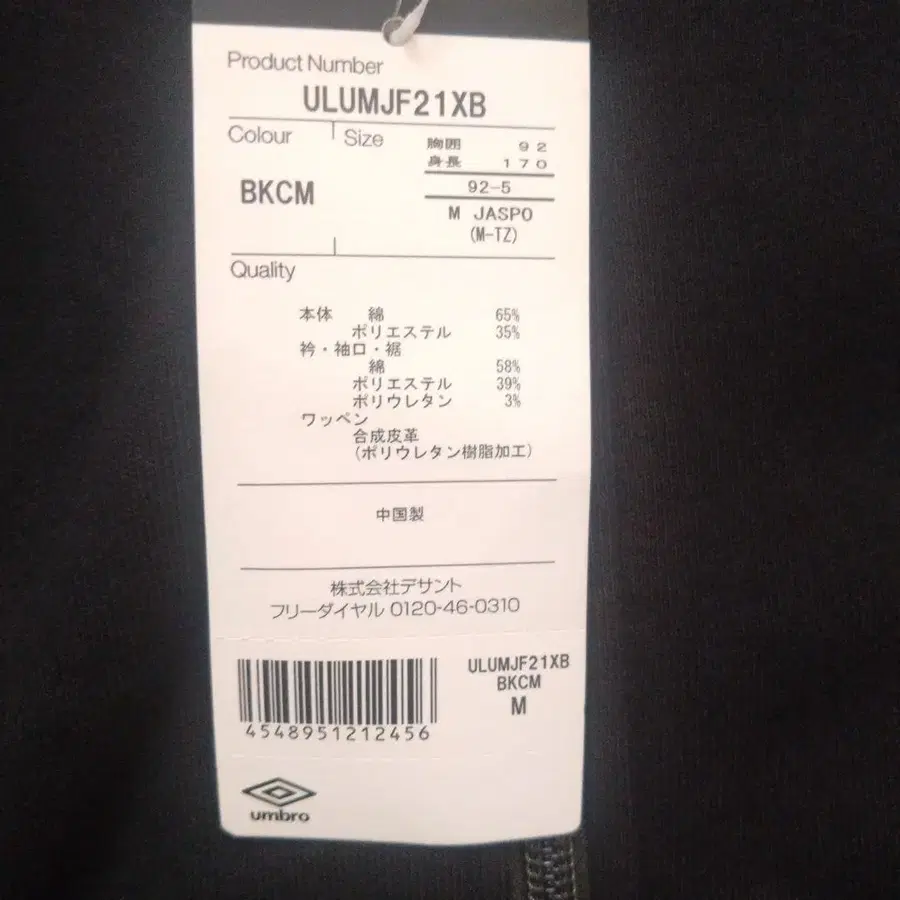 Product Number
ULUMJF21XB
Colour
Size
胸囲 92
身長 170
92-5
BKCM
M JASPO
(M-TZ)
Quality
本体 綿 65%
ポリエステル 35%
衿・袖口・裾
綿 58%
ポリエステル 39%
ポリウレタン 3%
ワッペン
合成皮革
(ポリウレタン樹脂加工)
中国製
株式会社デサント
フリーダイヤル 0120-46-0310
ULUMJF21XB
BKCM
M
4548951212456
umbro